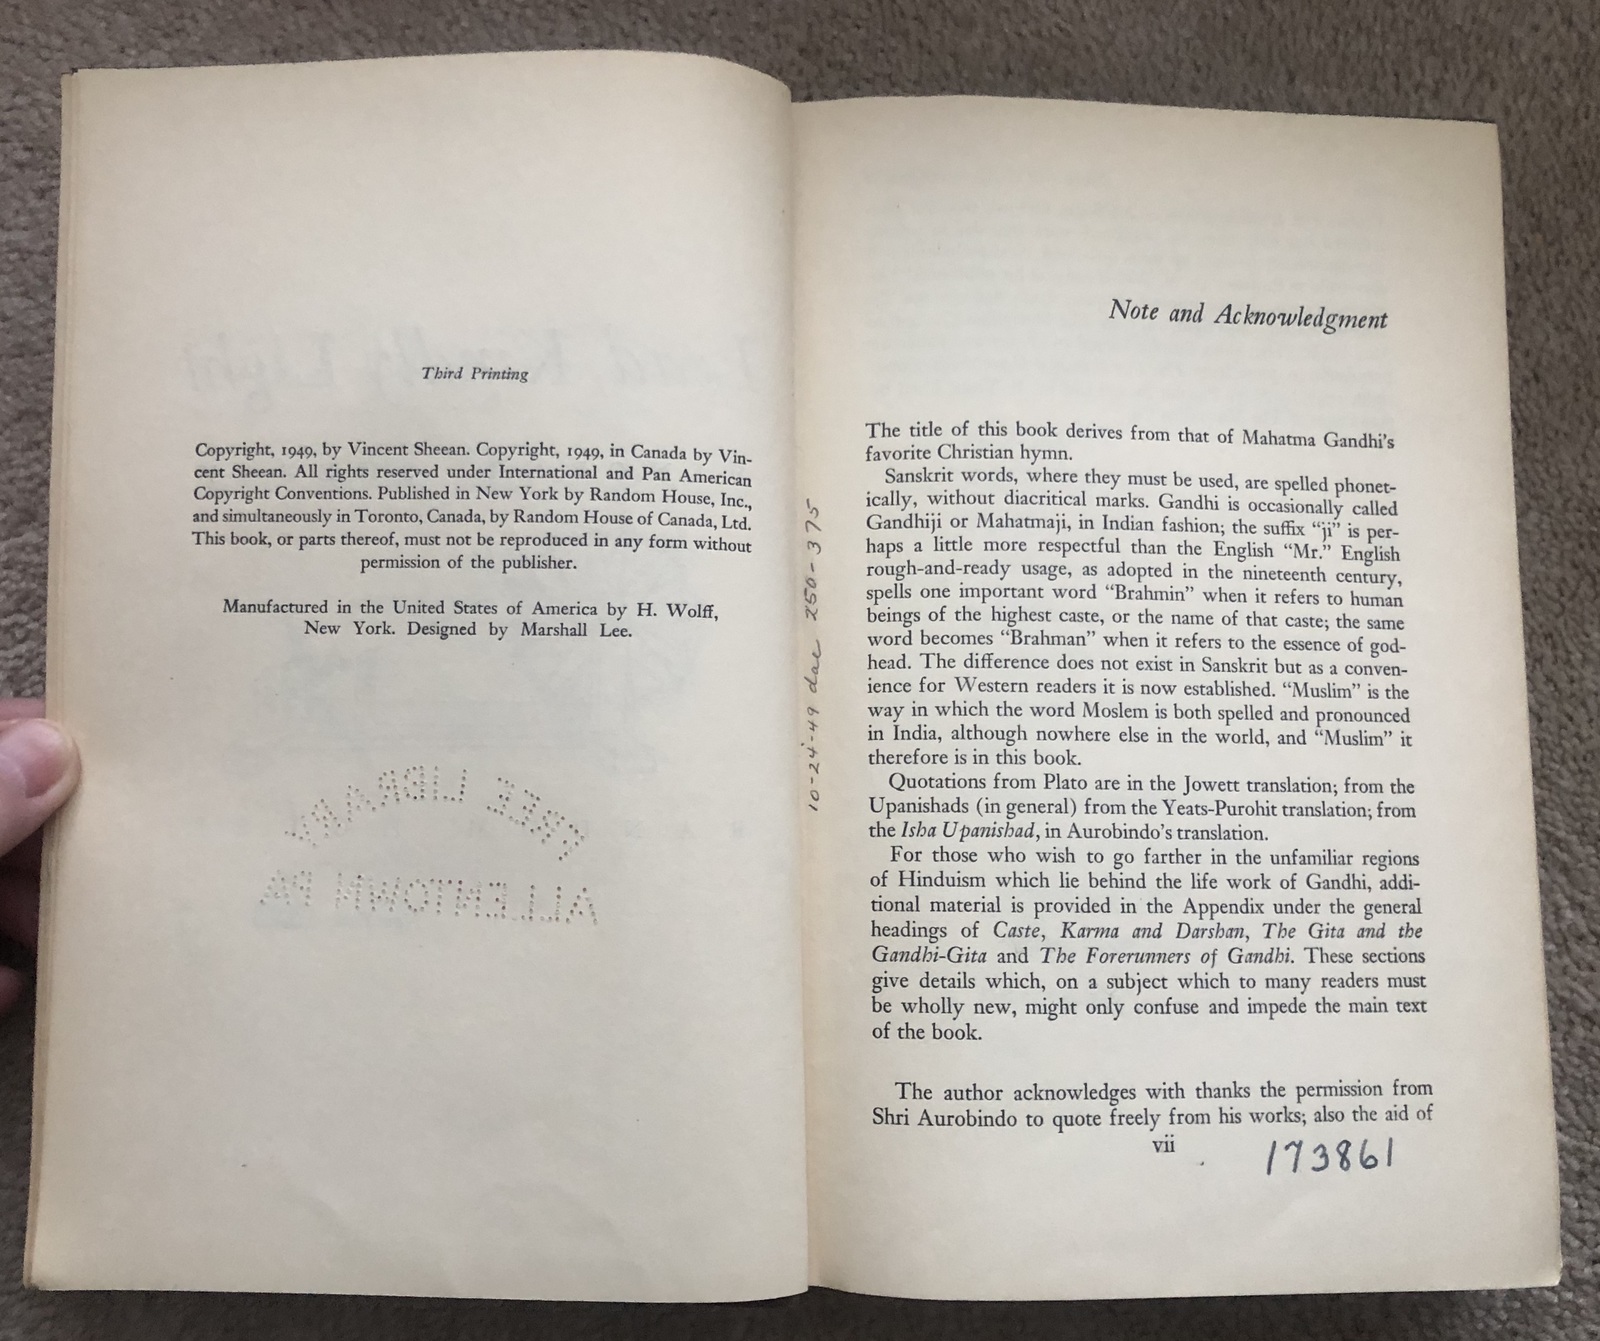 Third Printing
Copyright, 1949, by Vincent Sheean. Copyright, 1949, in Canada by Vin-
cent Sheean. All rights reserved under International and Pan American
Copyright Conventions. Published in New York by Random House, Inc.,
and simultaneously in Toronto, Canada, by Random House of Canada, Ltd.
This book, or parts thereof, must not be reproduced in any form without
permission of the publisher.
Manufactured in the United States of America by H. Wolff,
New York. Designed by Marshall Lee.
FREE LIBRARY
ALLENTOWN PA
10-24-49 dae 250-375
Note and Acknowledgment
The title of this book derives from that of Mahatma Gandhi's
favorite Christian hymn.
Sanskrit words, where they must be used, are spelled phonet-
ically, without diacritical marks. Gandhi is occasionally called
Gandhiji or Mahatmaji, in Indian fashion; the suffix "ji" is per-
haps a little more respectful than the English "Mr." English
rough-and-ready usage, as adopted in the nineteenth century,
spells one important word "Brahmin" when it refers to human
beings of the highest caste, or the name of that caste; the same
word becomes "Brahman" when it refers to the essence of god-
head. The difference does not exist in Sanskrit but as a conven-
ience for Western readers it is now established. "Muslim" is the
way in which the word Moslem is both spelled and pronounced
in India, although nowhere else in the world, and "Muslim" it
therefore is in this book.
Quotations from Plato are in the Jowett translation; from the
Upanishads (in general) from the Yeats-Purohit translation; from
the Isha Upanishad, in Aurobindo's translation.
For those who wish to go farther in the unfamiliar regions
of Hinduism which lie behind the life work of Gandhi, addi-
tional material is provided in the Appendix under the general
headings of Caste, Karma and Darshan, The Gita and the
Gandhi-Gita and The Forerunners of Gandhi. These sections
give details which, on a subject which to many readers must
be wholly new, might only confuse and impede the main text
of the book.
The author acknowledges with thanks the permission from
Shri Aurobindo to quote freely from his works; also the aid of
vii
173861